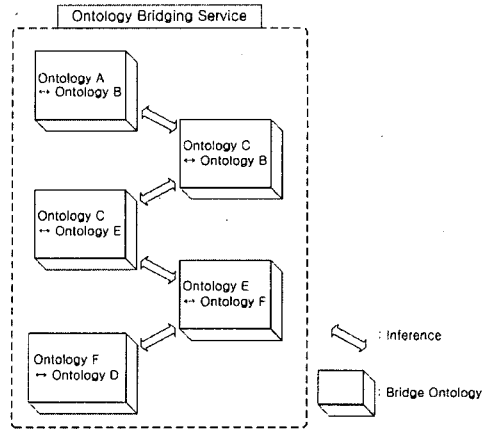 Ontology Bridging Service
Ontology A
↔ Ontology B
Ontology C
↔ Ontology B
Ontology C
↔ Ontology E
Ontology E
↔ Ontology F
Ontology F
↔ Ontology D
: Inference
: Bridge Ontology